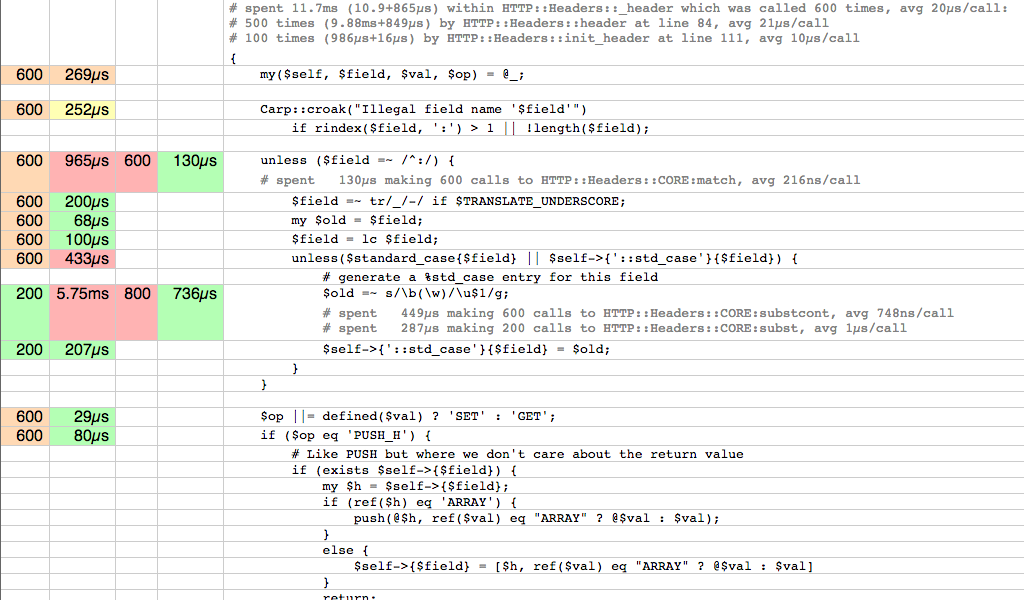 # spent 11.7ms (10.9+865µs) within HTTP::Headers::_header which was called 600 times, avg 20µs/call:
# 500 times (9.88ms+849µs) by HTTP::Headers::header at line 84, avg 21µs/call
# 100 times (986µs+16µs) by HTTP::Headers::init_header at line 111, avg 10µs/call
{
600 269µs my($self, $field, $val, $op) = @_;
600 252µs Carp::croak("Illegal field name '$field'")
if rindex($field, ':') > 1 || !length($field);
600 965µs 600 130µs unless ($field =~ /^:/) {
# spent 130µs making 600 calls to HTTP::Headers::CORE:match, avg 216ns/call
600 200µs $field =~ tr/_/-/ if $TRANSLATE_UNDERSCORE;
600 68µs my $old = $field;
600 100µs $field = lc $field;
600 433µs unless($standard_case{$field} || $self->{'::std_case'}{$field}) {
# generate a %std_case entry for this field
200 5.75ms 800 736µs $old =~ s/\b(\w)/\u$1/g;
# spent 449µs making 600 calls to HTTP::Headers::CORE:substcont, avg 748ns/call
# spent 287µs making 200 calls to HTTP::Headers::CORE:subst, avg 1µs/call
200 207µs $self->{'::std_case'}{$field} = $old;
}
}
600 29µs $op ||= defined($val) ? 'SET' : 'GET';
600 80µs if ($op eq 'PUSH_H') {
# Like PUSH but where we don't care about the return value
if (exists $self->{$field}) {
my $h = $self->{$field};
if (ref($h) eq 'ARRAY') {
push(@$h, ref($val) eq "ARRAY" ? @$val : $val);
}
else {
$self->{$field} = [$h, ref($val) eq "ARRAY" ? @$val : $val]
}
return;